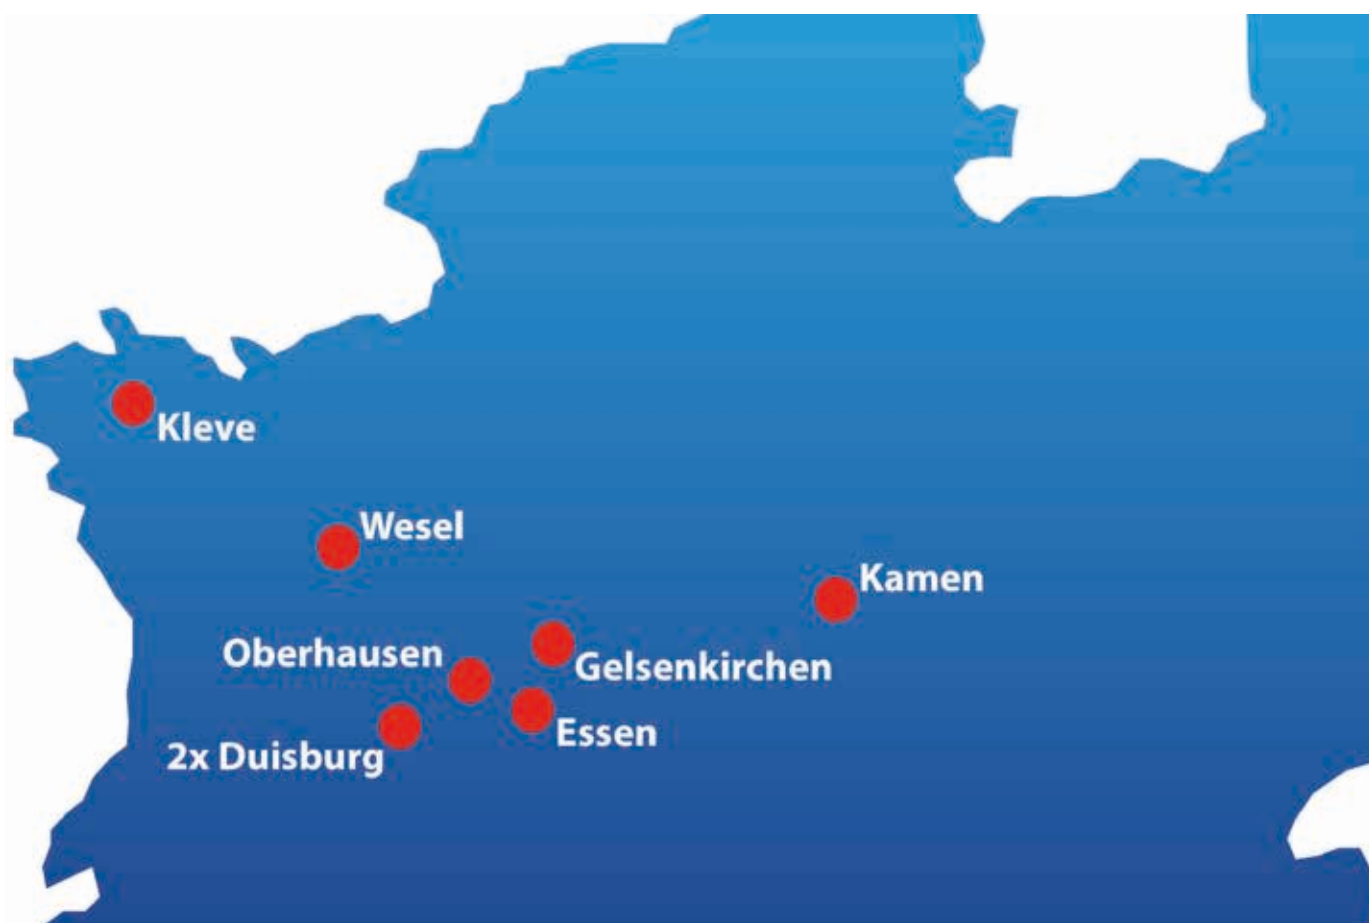 Kleve
Wesel
Kamen
Oberhausen
Gelsenkirchen
Essen
2x Duisburg